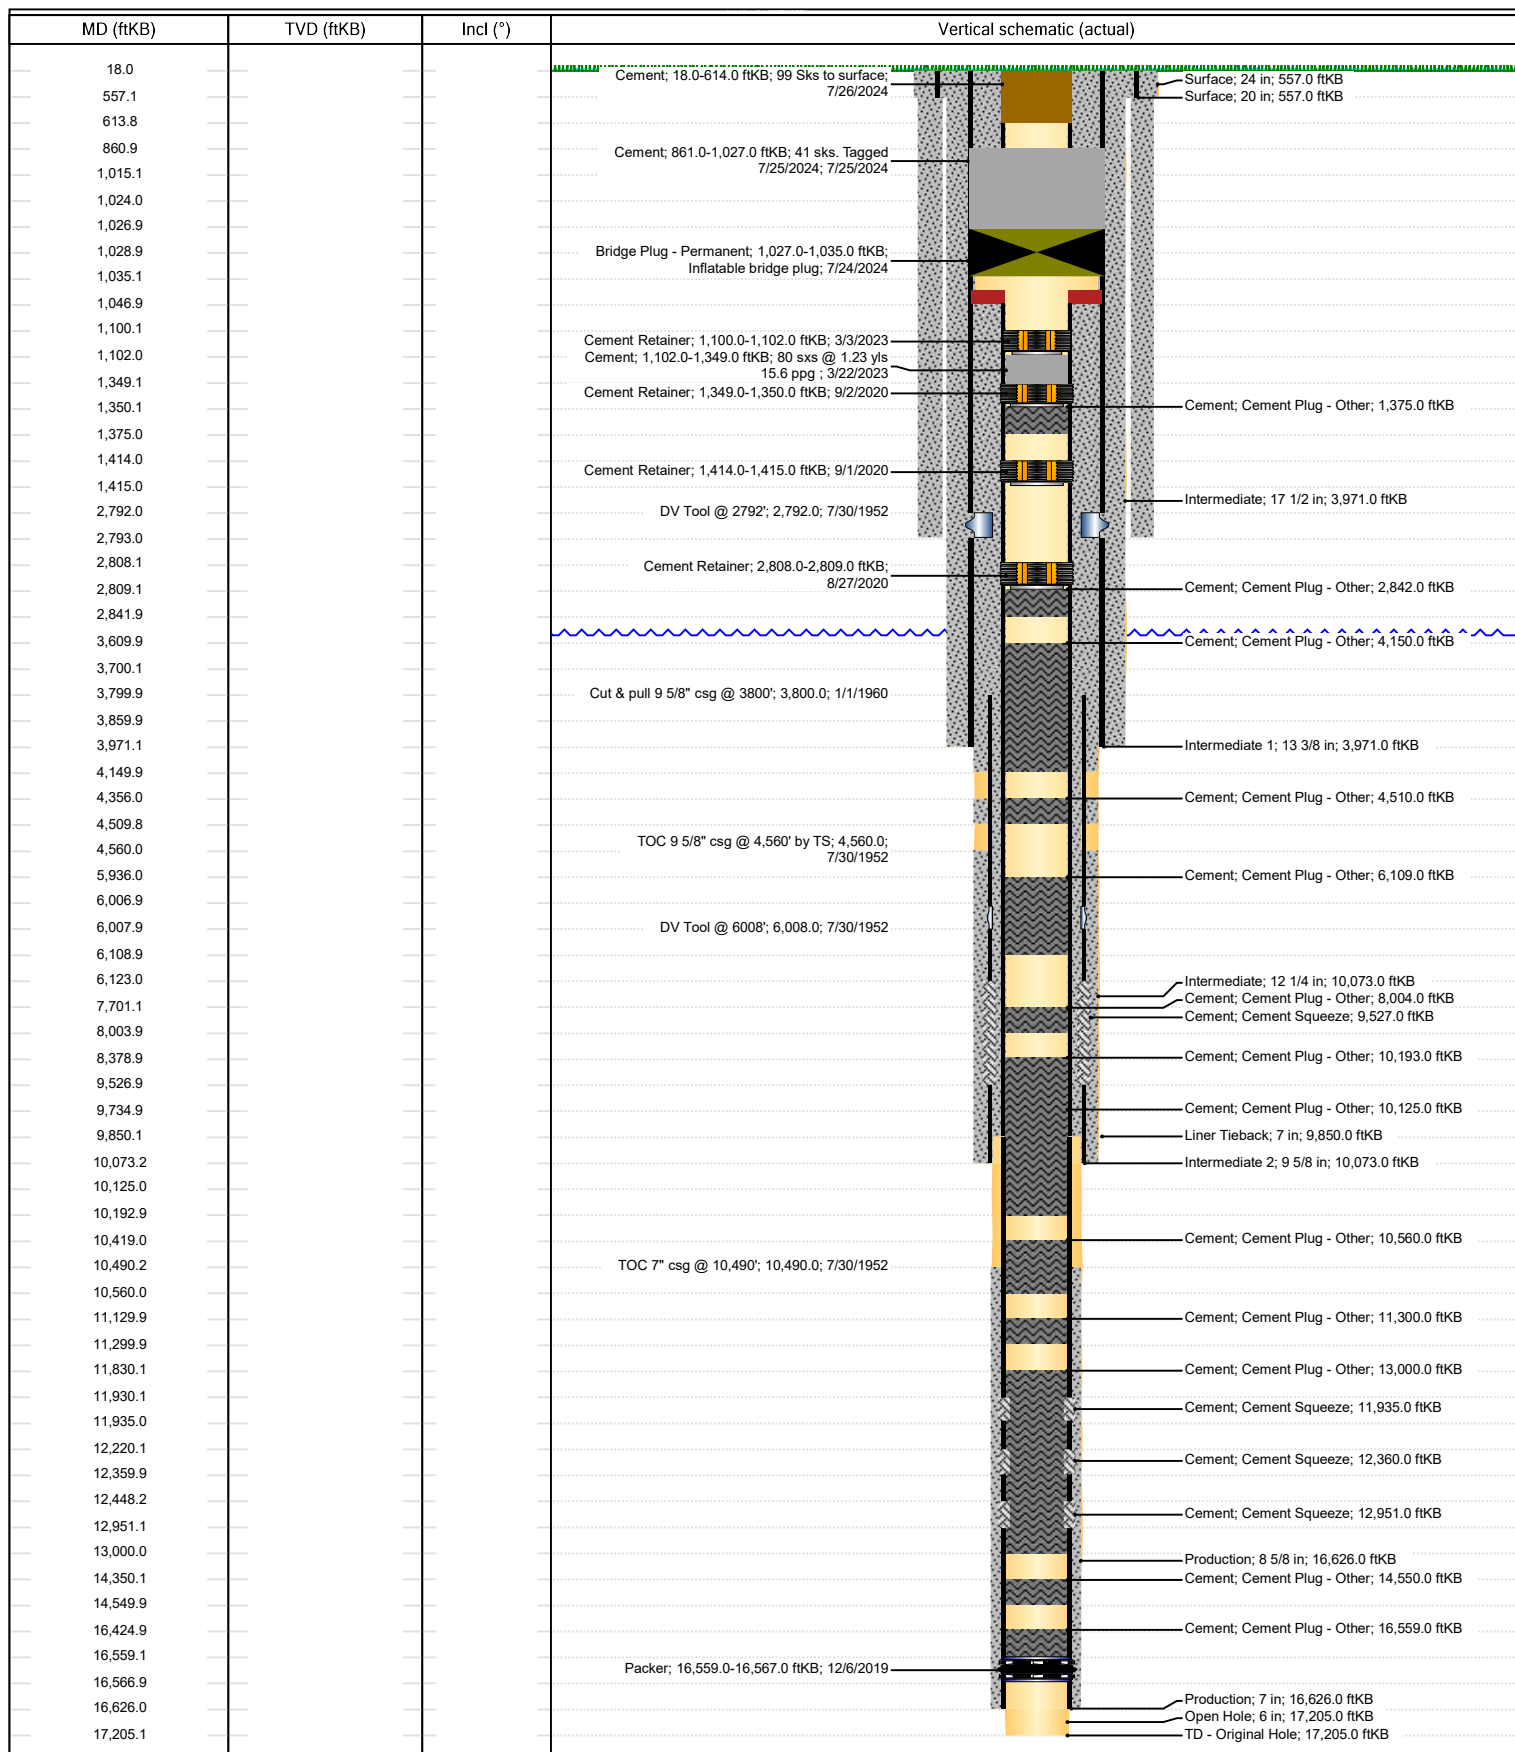 MD (ftKB)
TVD (ftKB)
Incl (°)
Vertical schematic (actual)
18.0
557.1
613.8
860.9
1,015.1
1,024.0
1,026.9
1,028.9
1,035.1
1,046.9
1,100.1
1,102.0
1,349.1
1,350.1
1,375.0
1,414.0
1,415.0
2,792.0
2,793.0
2,808.1
2,809.1
2,841.9
3,609.9
3,700.1
3,799.9
3,859.9
3,971.1
4,149.9
4,356.0
4,509.8
4,560.0
5,936.0
6,006.9
6,007.9
6,108.9
6,123.0
7,701.1
8,003.9
8,378.9
9,526.9
9,734.9
9,850.1
10,073.2
10,125.0
10,192.9
10,419.0
10,490.2
10,560.0
11,129.9
11,299.9
11,830.1
11,930.1
11,935.0
12,220.1
12,359.9
12,448.2
12,951.1
13,000.0
14,350.1
14,549.9
16,424.9
16,559.1
16,566.9
16,626.0
17,205.1
Cement; 18.0-614.0 ftKB; 99 Sks to surface;
7/26/2024
Cement; 861.0-1,027.0 ftKB; 41 sks. Tagged
7/25/2024; 7/25/2024
Bridge Plug - Permanent; 1,027.0-1,035.0 ftKB;
Inflatable bridge plug; 7/24/2024
Cement Retainer; 1,100.0-1,102.0 ftKB; 3/3/2023
Cement; 1,102.0-1,349.0 ftKB; 80 sxs @ 1.23 yls
15.6 ppg ; 3/22/2023
Cement Retainer; 1,349.0-1,350.0 ftKB; 9/2/2020
Cement Retainer; 1,414.0-1,415.0 ftKB; 9/1/2020
DV Tool @ 2792'; 2,792.0; 7/30/1952
Cement Retainer; 2,808.0-2,809.0 ftKB;
8/27/2020
Cut & pull 9 5/8" csg @ 3800'; 3,800.0; 1/1/1960
TOC 9 5/8" csg @ 4,560' by TS; 4,560.0;
7/30/1952
DV Tool @ 6008'; 6,008.0; 7/30/1952
TOC 7" csg @ 10,490'; 10,490.0; 7/30/1952
Packer; 16,559.0-16,567.0 ftKB; 12/6/2019
Surface; 24 in; 557.0 ftKB
Surface; 20 in; 557.0 ftKB
Cement; Cement Plug - Other; 1,375.0 ftKB
Intermediate; 17 1/2 in; 3,971.0 ftKB
Cement; Cement Plug - Other; 2,842.0 ftKB
Cement; Cement Plug - Other; 4,150.0 ftKB
Intermediate 1; 13 3/8 in; 3,971.0 ftKB
Cement; Cement Plug - Other; 4,510.0 ftKB
Cement; Cement Plug - Other; 6,109.0 ftKB
Intermediate; 12 1/4 in; 10,073.0 ftKB
Cement; Cement Plug - Other; 8,004.0 ftKB
Cement; Cement Squeeze; 9,527.0 ftKB
Cement; Cement Plug - Other; 10,193.0 ftKB
Cement; Cement Plug - Other; 10,125.0 ftKB
Liner Tieback; 7 in; 9,850.0 ftKB
Intermediate 2; 9 5/8 in; 10,073.0 ftKB
Cement; Cement Plug - Other; 10,560.0 ftKB
Cement; Cement Plug - Other; 11,300.0 ftKB
Cement; Cement Plug - Other; 13,000.0 ftKB
Cement; Cement Squeeze; 11,935.0 ftKB
Cement; Cement Squeeze; 12,360.0 ftKB
Cement; Cement Squeeze; 12,951.0 ftKB
Production; 8 5/8 in; 16,626.0 ftKB
Cement; Cement Plug - Other; 14,550.0 ftKB
Cement; Cement Plug - Other; 16,559.0 ftKB
Production; 7 in; 16,626.0 ftKB
Open Hole; 6 in; 17,205.0 ftKB
TD - Original Hole; 17,205.0 ftKB